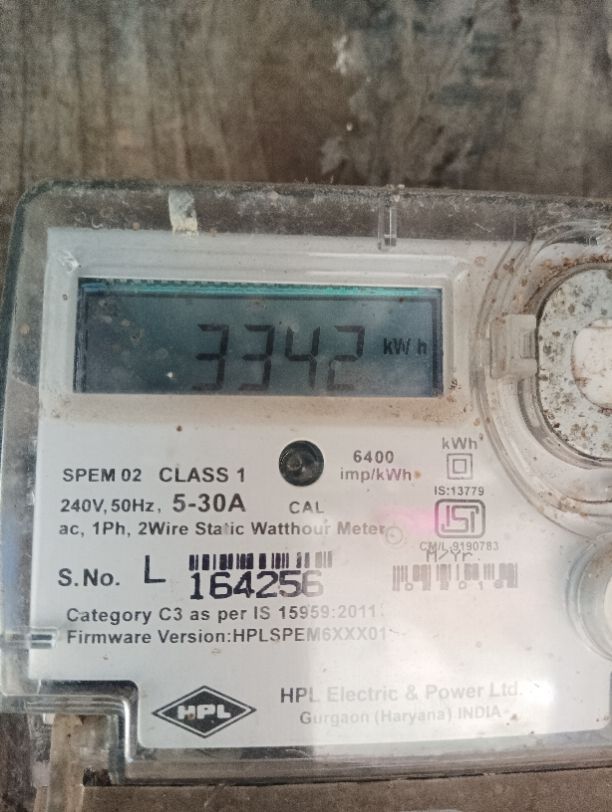 3342 kWh
6400
imp/kWh
kWh
SPEM 02 CLASS 1
IS:13779
240V, 50Hz, 5-30A
CAL
ISI
ac, 1Ph, 2Wire Static Watthour Meter
CM/L-9190783
M/Yr.
S.No. L 164256
Category C3 as per IS 15959:2011
Firmware Version:HPLSPEM6XXX01
HPL
HPL Electric & Power Ltd.
Gurgaon (Haryana) INDIA